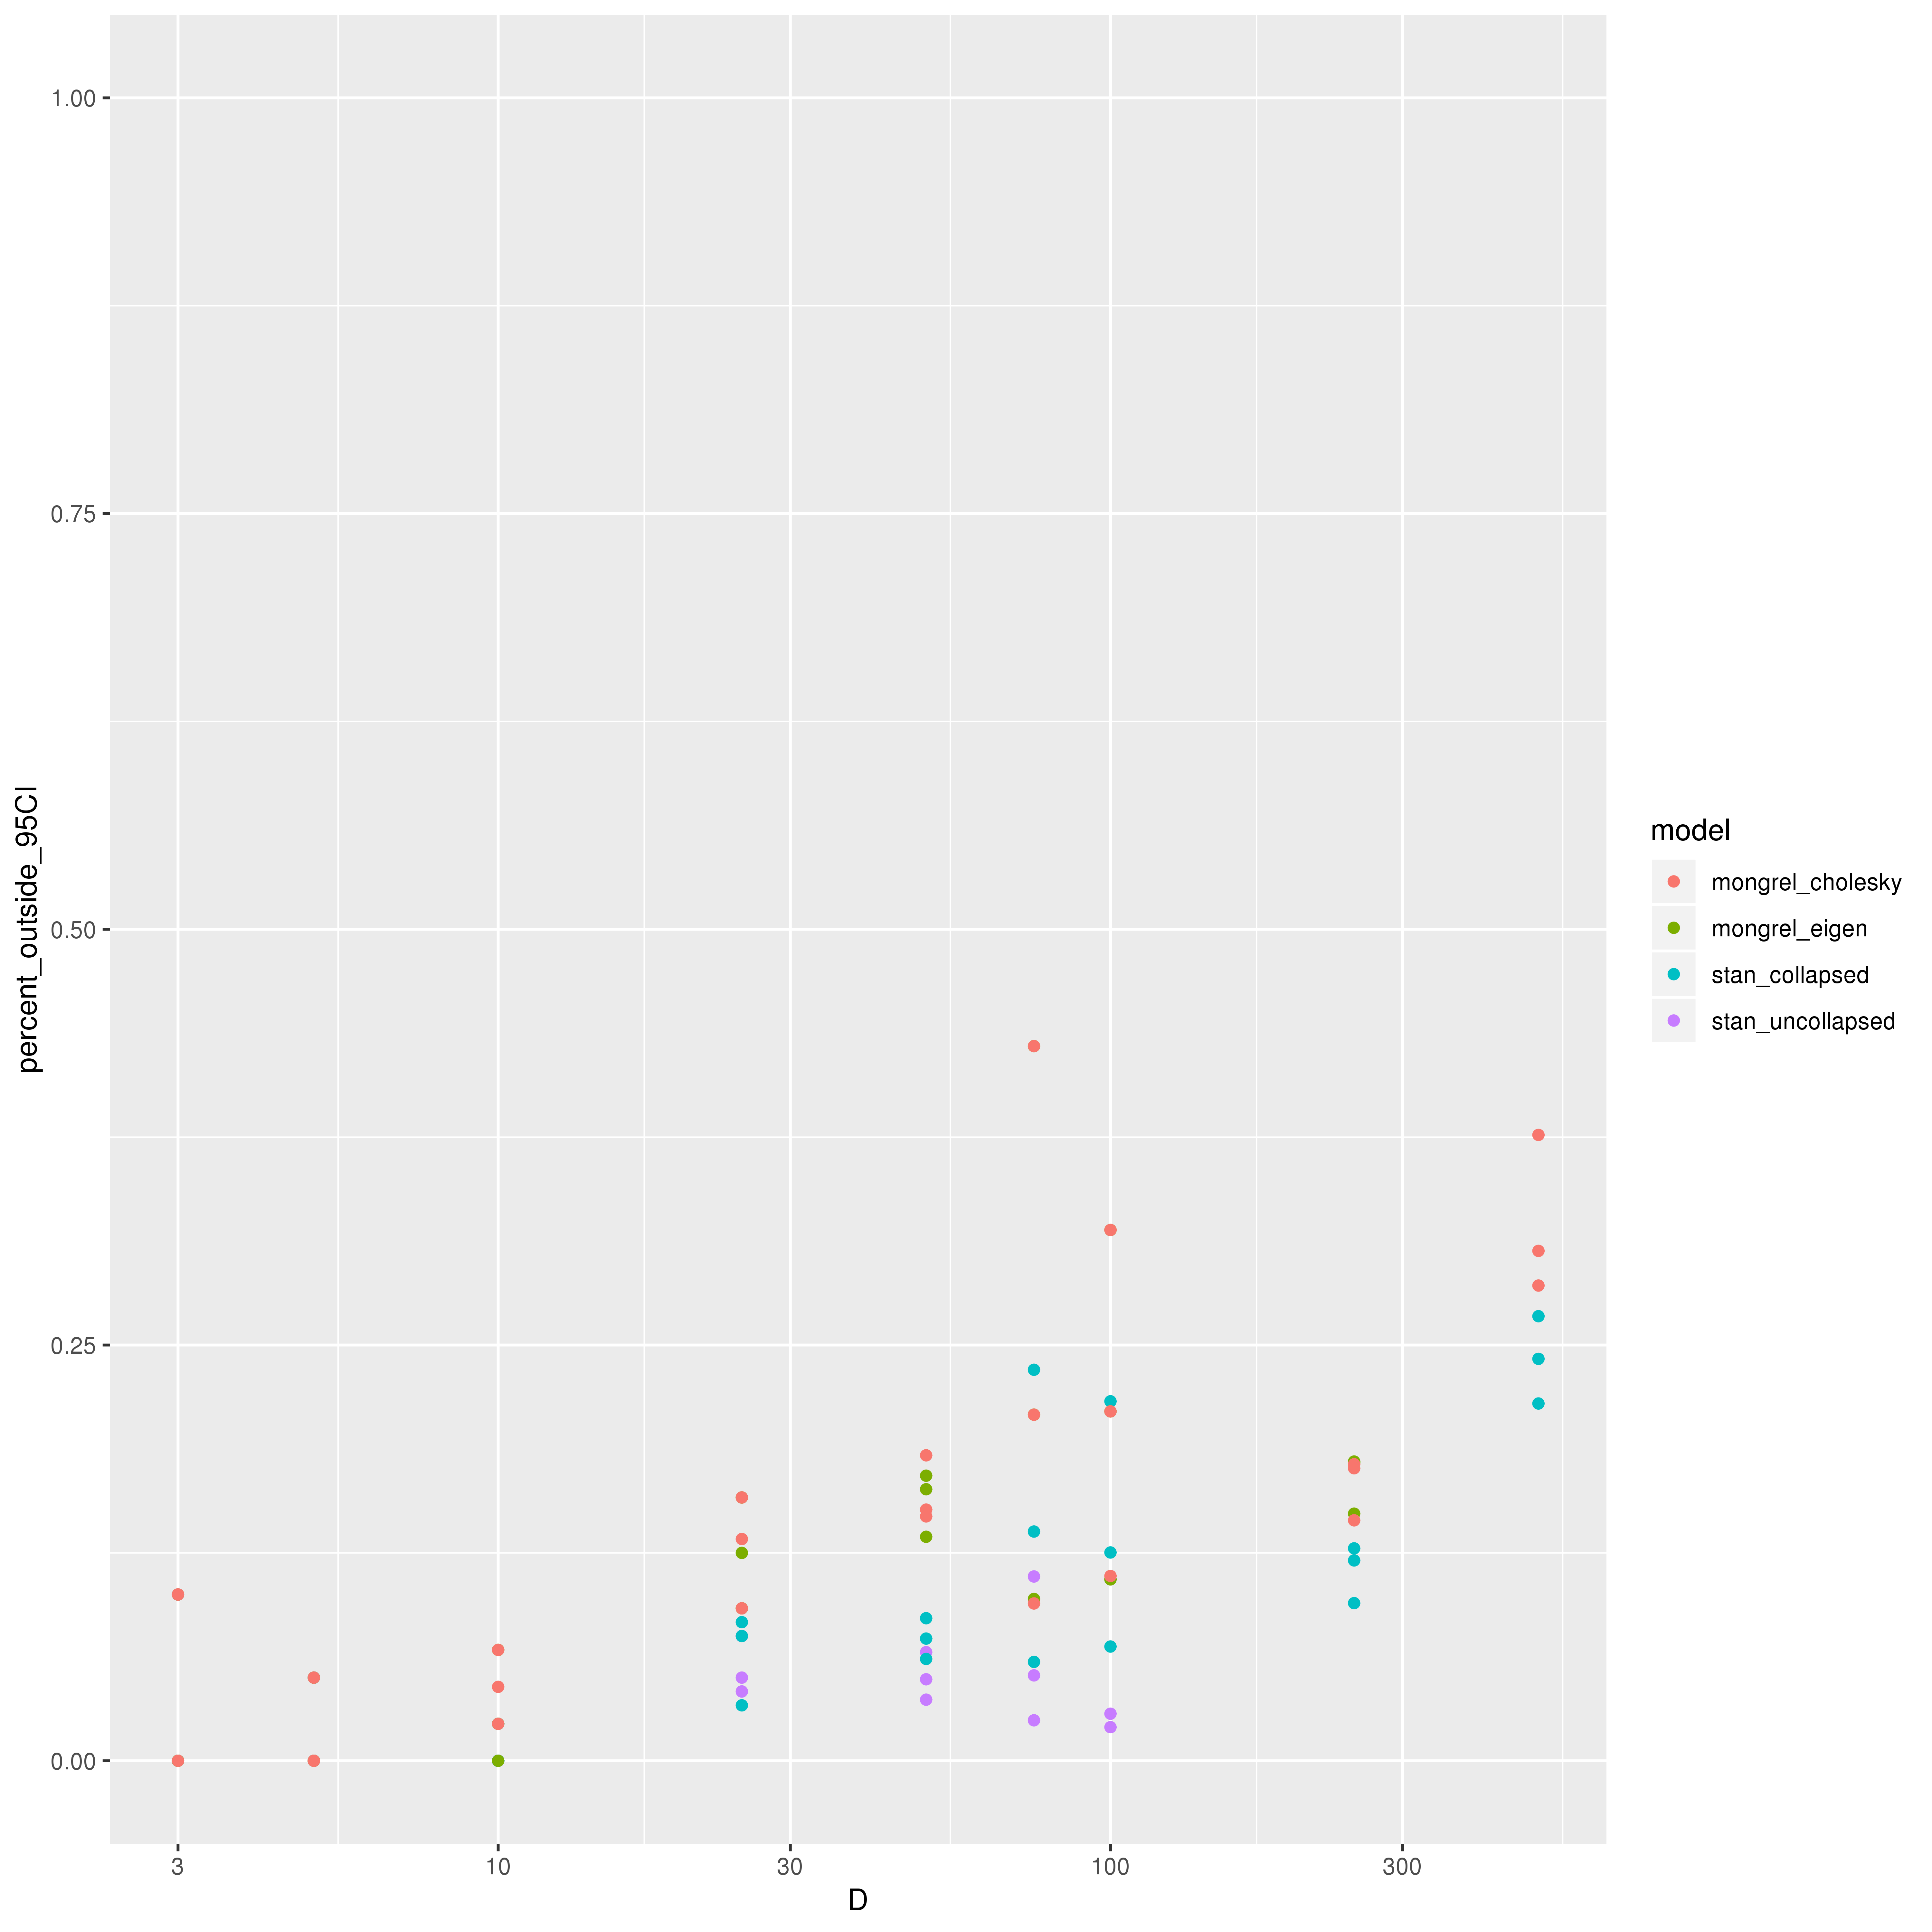 1.00
0.75
0.50
0.25
0.00
percent_outside_95CI
3
10
30
100
300
D
model
mongrel_cholesky
mongrel_eigen
stan_collapsed
stan_uncollapsed